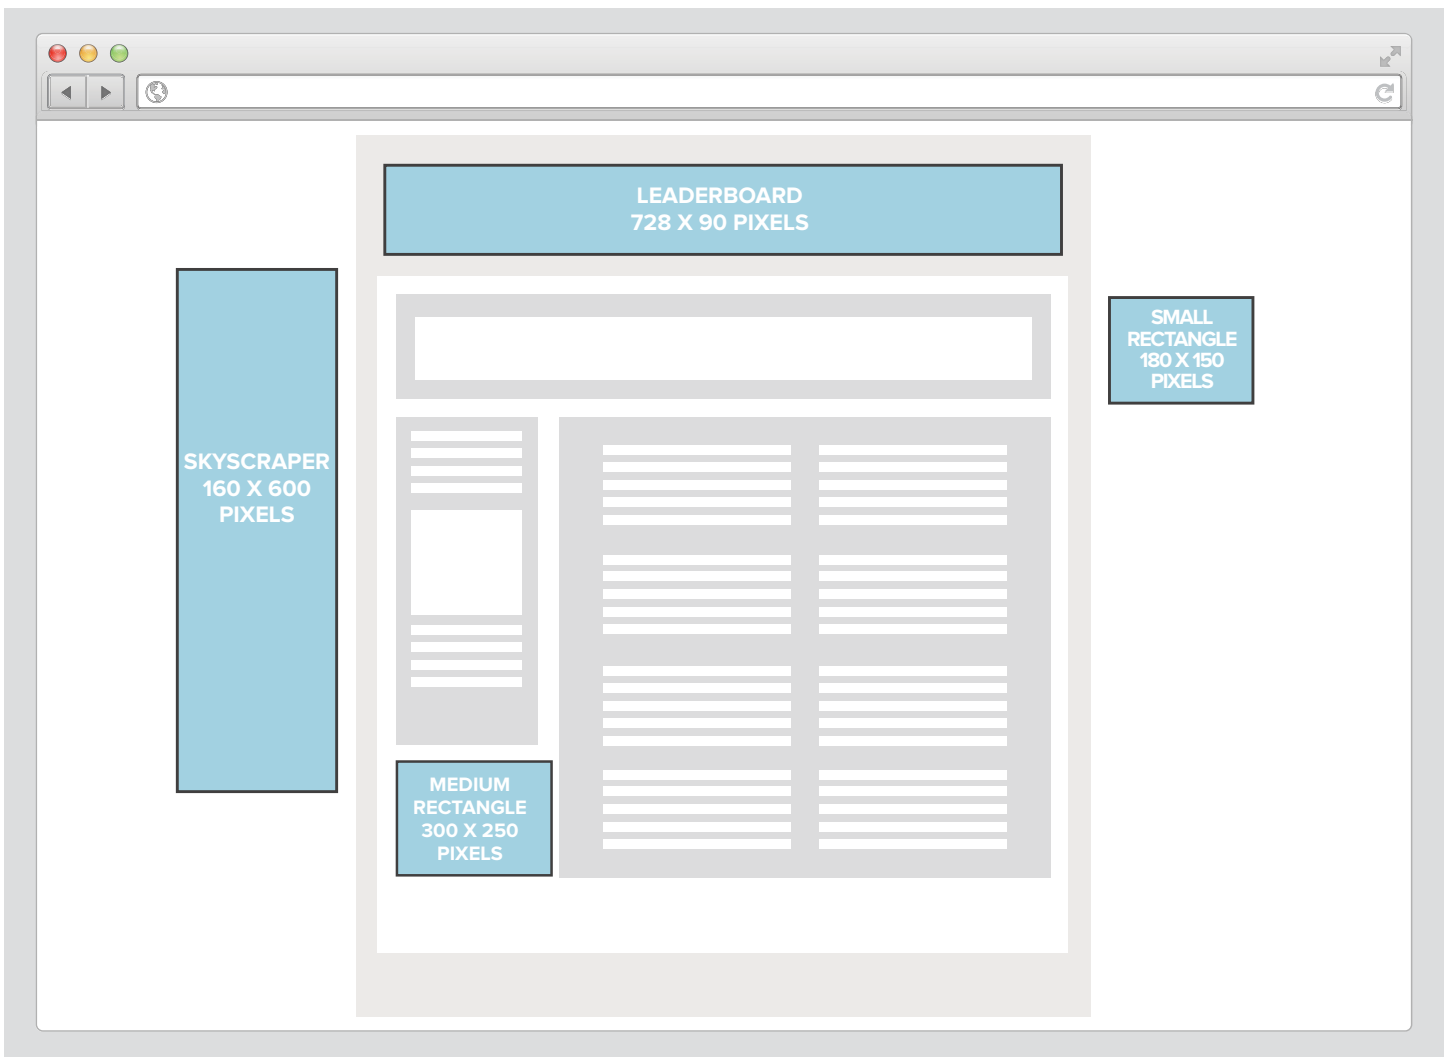 LEADERBOARD
728 X 90 PIXELS
SKYSCRAPER
160 X 600
PIXELS
SMALL
RECTANGLE
180 X 150
PIXELS
MEDIUM
RECTANGLE
300 X 250
PIXELS